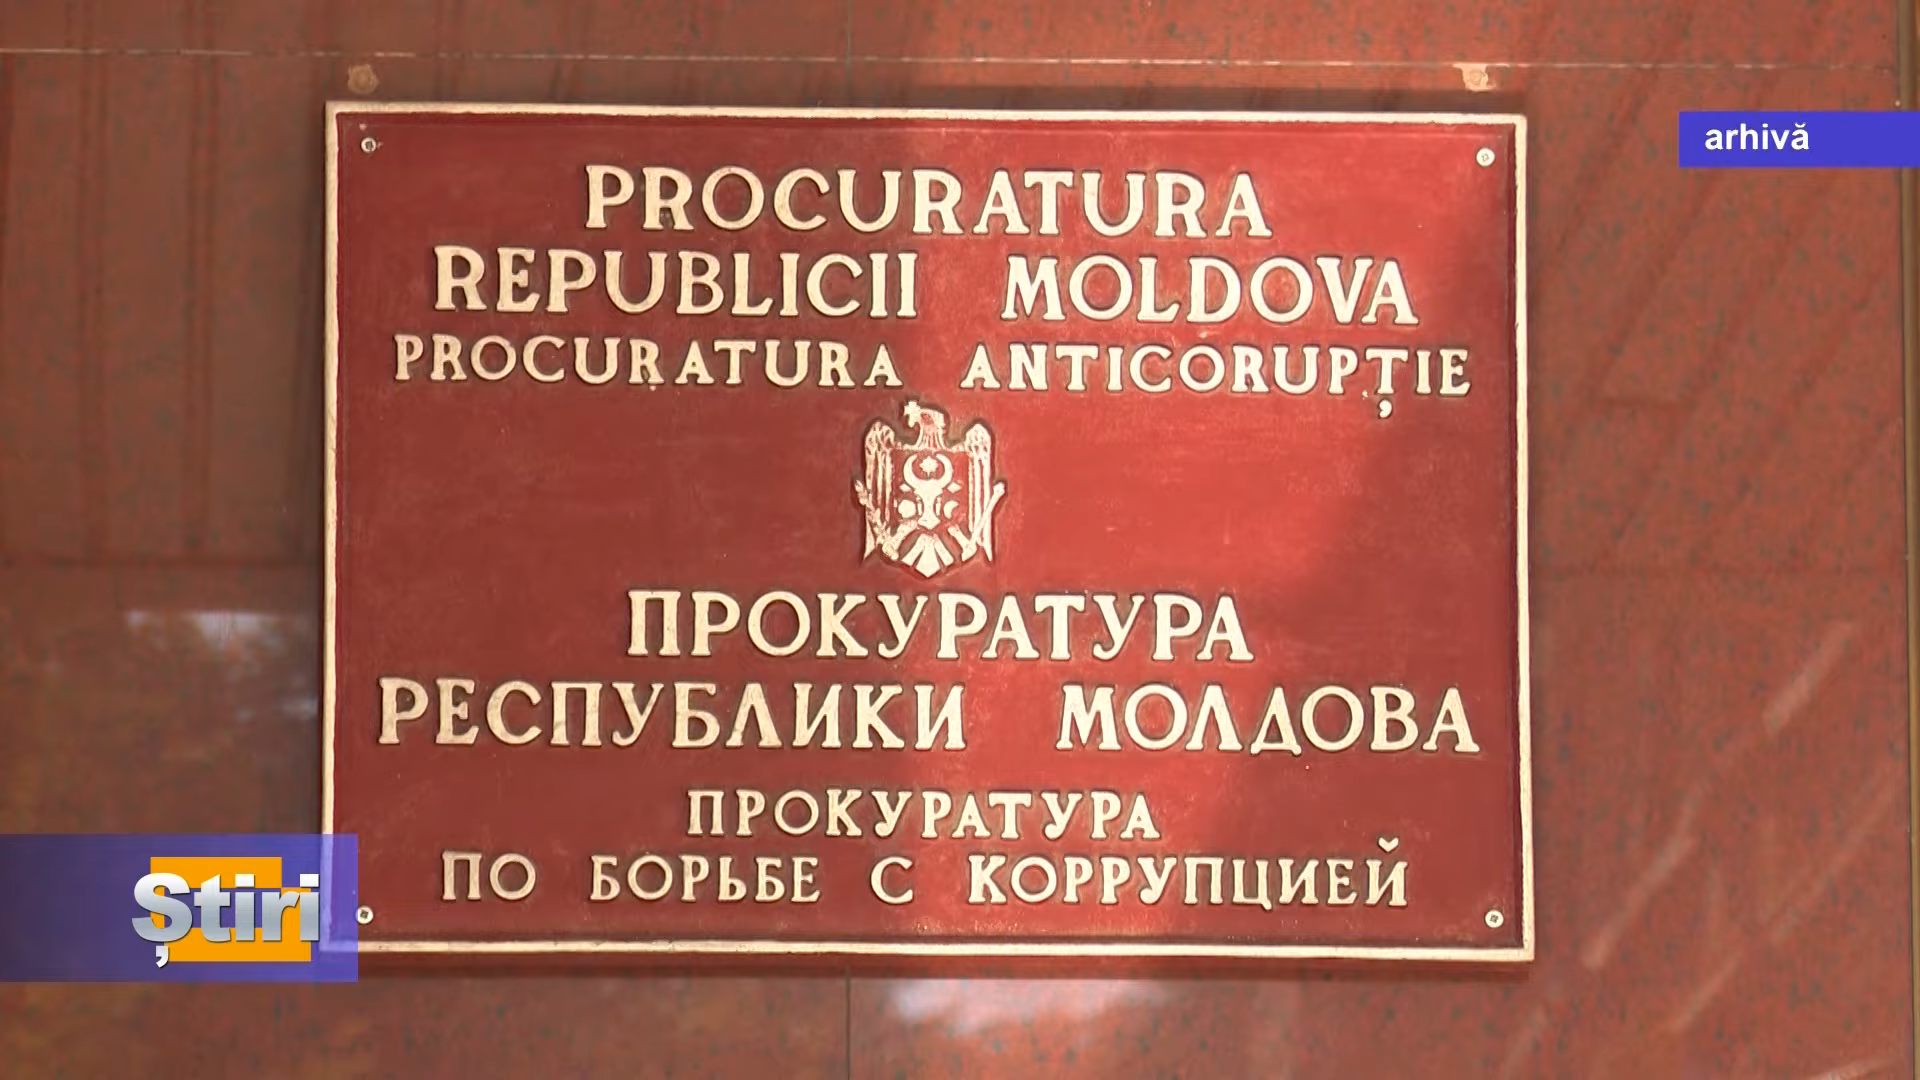 arhivă
PROCURATURA
REPUBLICII MOLDOVA
PROCURATURA ANTICORUPȚIE
ПРОКУРАТУРА
РЕСПУБЛИКИ МОЛДОВА
ПРОКУРАТУРА
ПО БОРЬБЕ С КОРРУПЦИЕЙ
Știri